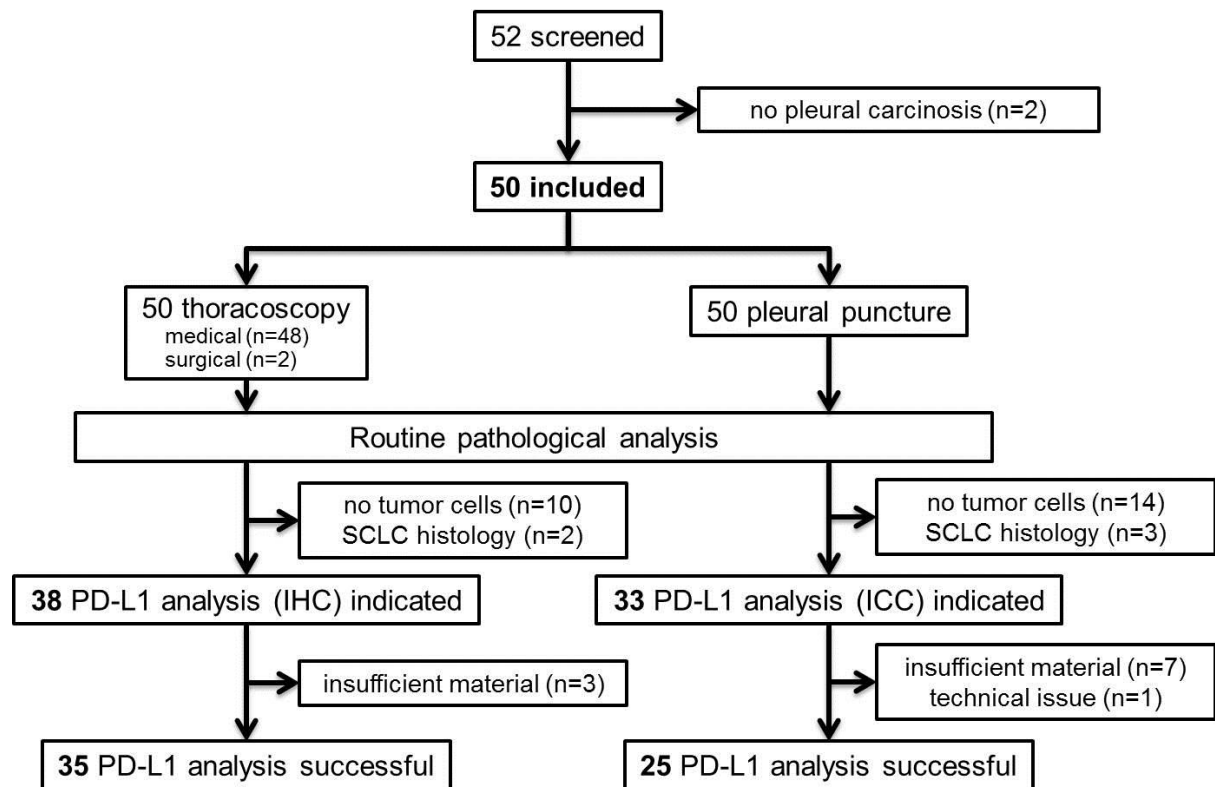 52 screened
no pleural carcinosis (n=2)
50 included
50 thoracoscopy
medical (n=48)
surgical (n=2)
50 pleural puncture
Routine pathological analysis
no tumor cells (n=10)
SCLC histology (n=2)
no tumor cells (n=14)
SCLC histology (n=3)
38 PD-L1 analysis (IHC) indicated
33 PD-L1 analysis (ICC) indicated
insufficient material (n=3)
insufficient material (n=7)
technical issue (n=1)
35 PD-L1 analysis successful
25 PD-L1 analysis successful